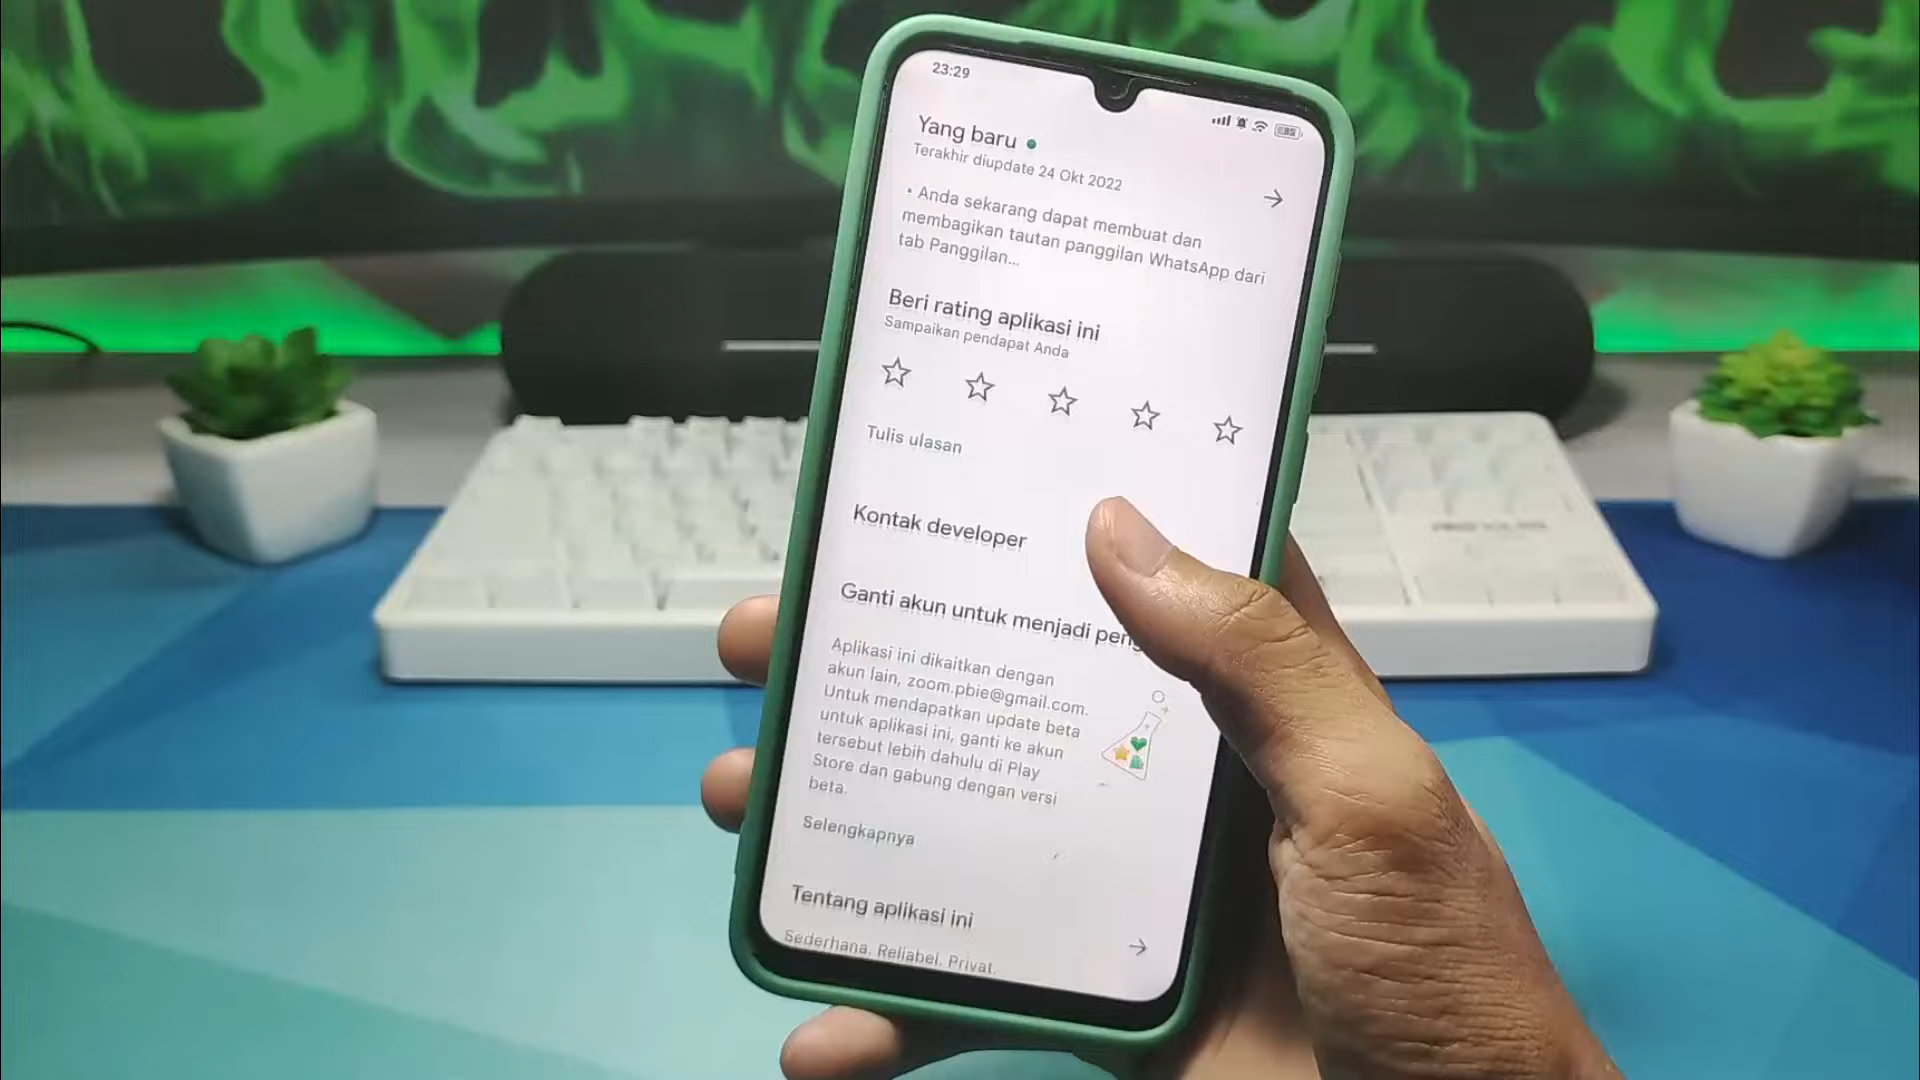 23:29
Yang baru
Terakhir diupdate 24 Okt 2022
• Anda sekarang dapat membuat dan
membagikan tautan panggilan WhatsApp dari
tab Panggilan...
Beri rating aplikasi ini
Sampaikan pendapat Anda
Tulis ulasan
Kontak developer
Ganti akun untuk menjadi peng
Aplikasi ini dikaitkan dengan
akun lain, zoom.pbie@gmail.com.
Untuk mendapatkan update beta
untuk aplikasi ini, ganti ke akun
tersebut lebih dahulu di Play
Store dan gabung dengan versi
beta.
Selengkapnya
Tentang aplikasi ini
Sederhana. Reliabel. Privat.